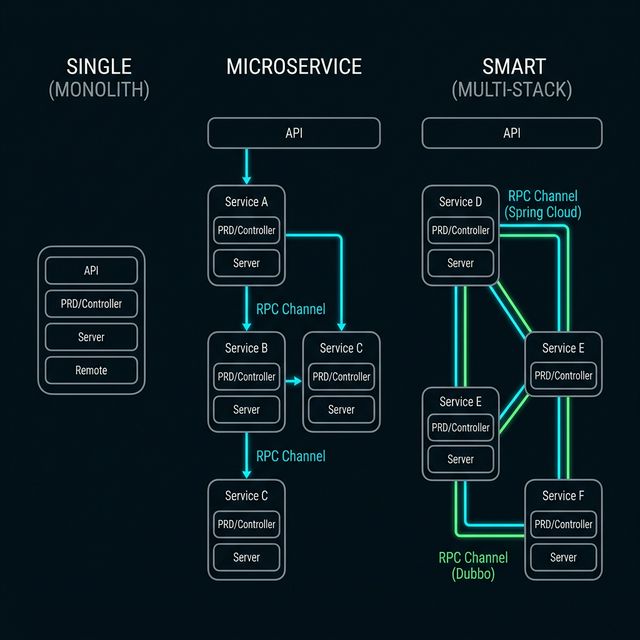 SINGLE
(MONOLITH)
API
PRD/Controller
Server
Remote
MICROSERVICE
API
Service A
PRD/Controller
Server
RPC Channel
Service B
PRD/Controller
Server
Service C
PRD/Controller
Server
RPC Channel
Service C
PRD/Controller
Server
SMART
(MULTI-STACK)
API
Service D
PRD/Controller
Server
RPC Channel
(Spring Cloud)
Service E
PRD/Controller
Service E
PRD/Controller
Server
Service F
PRD/Controller
Server
RPC Channel
(Dubbo)